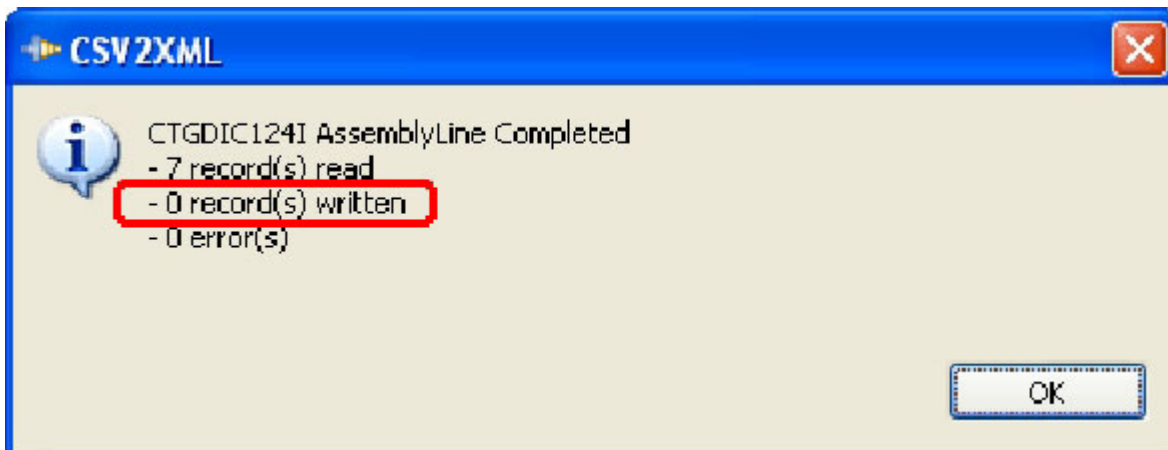 CSV2XML
CTGDIC124I AssemblyLine Completed
- 7 record(s) read
- 0 record(s) written
- 0 error(s)
OK